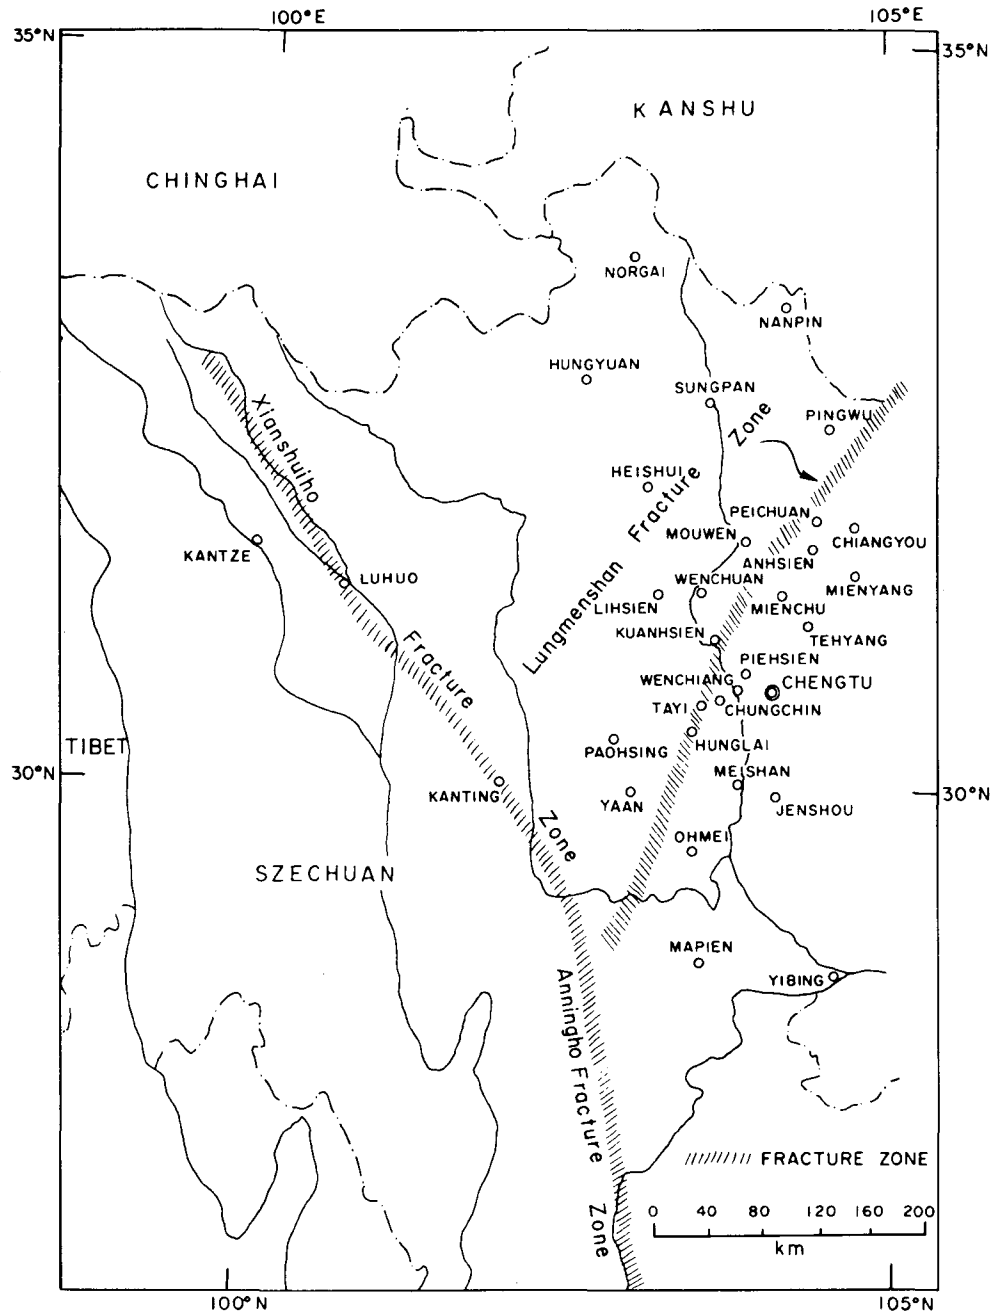 100°E
105°E
35°N
35°N
KANSHU
CHINGHAI
NORGAI
NANPIN
HUNGYUAN
SUNGPAN
PINGWU
Xianshuiho
Fracture
Zone
Lungmenshan Fracture Zone
HEISHUI
PEICHUAN
MOUWEN
CHIANGYOU
KANTZE
ANHSIEN
LUHUO
WENCHUAN
MIENYANG
LIHSIEN
MIENCHU
KUANHSIEN
TEHYANG
PIEHSIEN
WENCHIANG
CHENGTU
TAYI
CHUNGCHIN
TIBET
PAOHSING
HUNGLAI
30°N
MEISHAN
30°N
KANTING
YAAN
JENSHOU
OHMEI
SZECHUAN
MAPIEN
YIBING
Anningho Fracture
Zone
FRACTURE ZONE
0 40 80 120 160 200
km
100°N
105°N